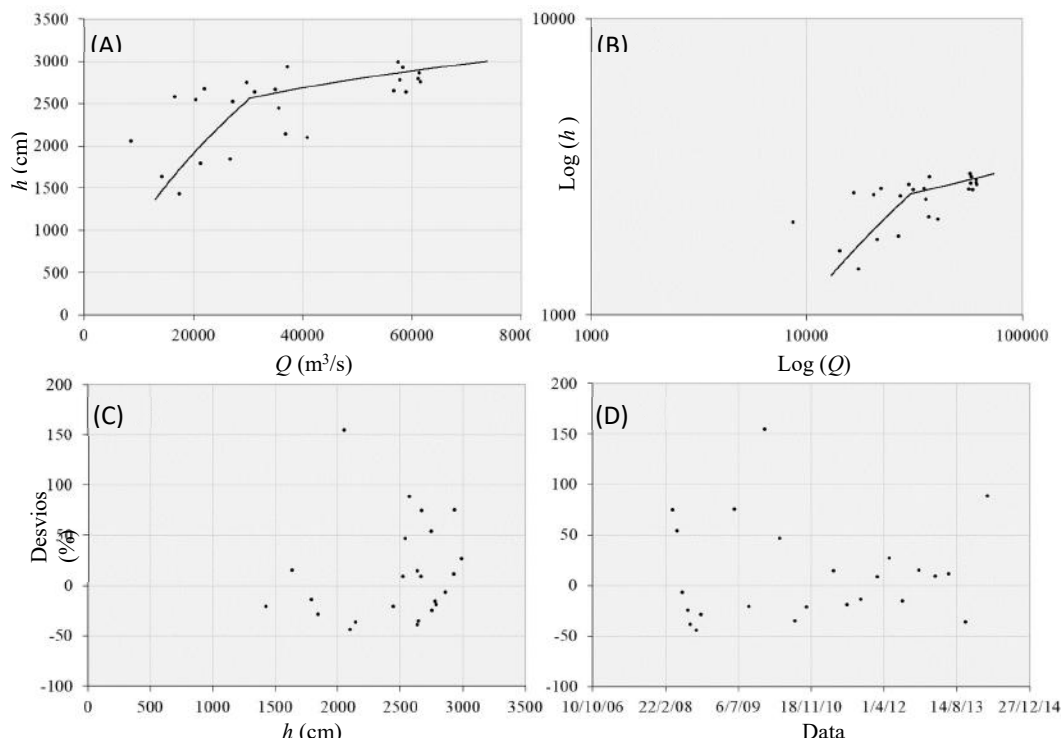 (A)
3500
3000
2500
2000
1500
1000
500
0
h (cm)
0 20000 40000 60000 8000
Q (m³/s)
(B)
10000
1000
Log (h)
1000 10000 100000
Log (Q)
(C)
200
150
100
50
0
-50
-100
Desvios
(%)
0 500 1000 1500 2000 2500 3000 3500
h (cm)
(D)
200
150
100
50
0
-50
-100
10/10/06 22/2/08 6/7/09 18/11/10 1/4/12 14/8/13 27/12/14
Data